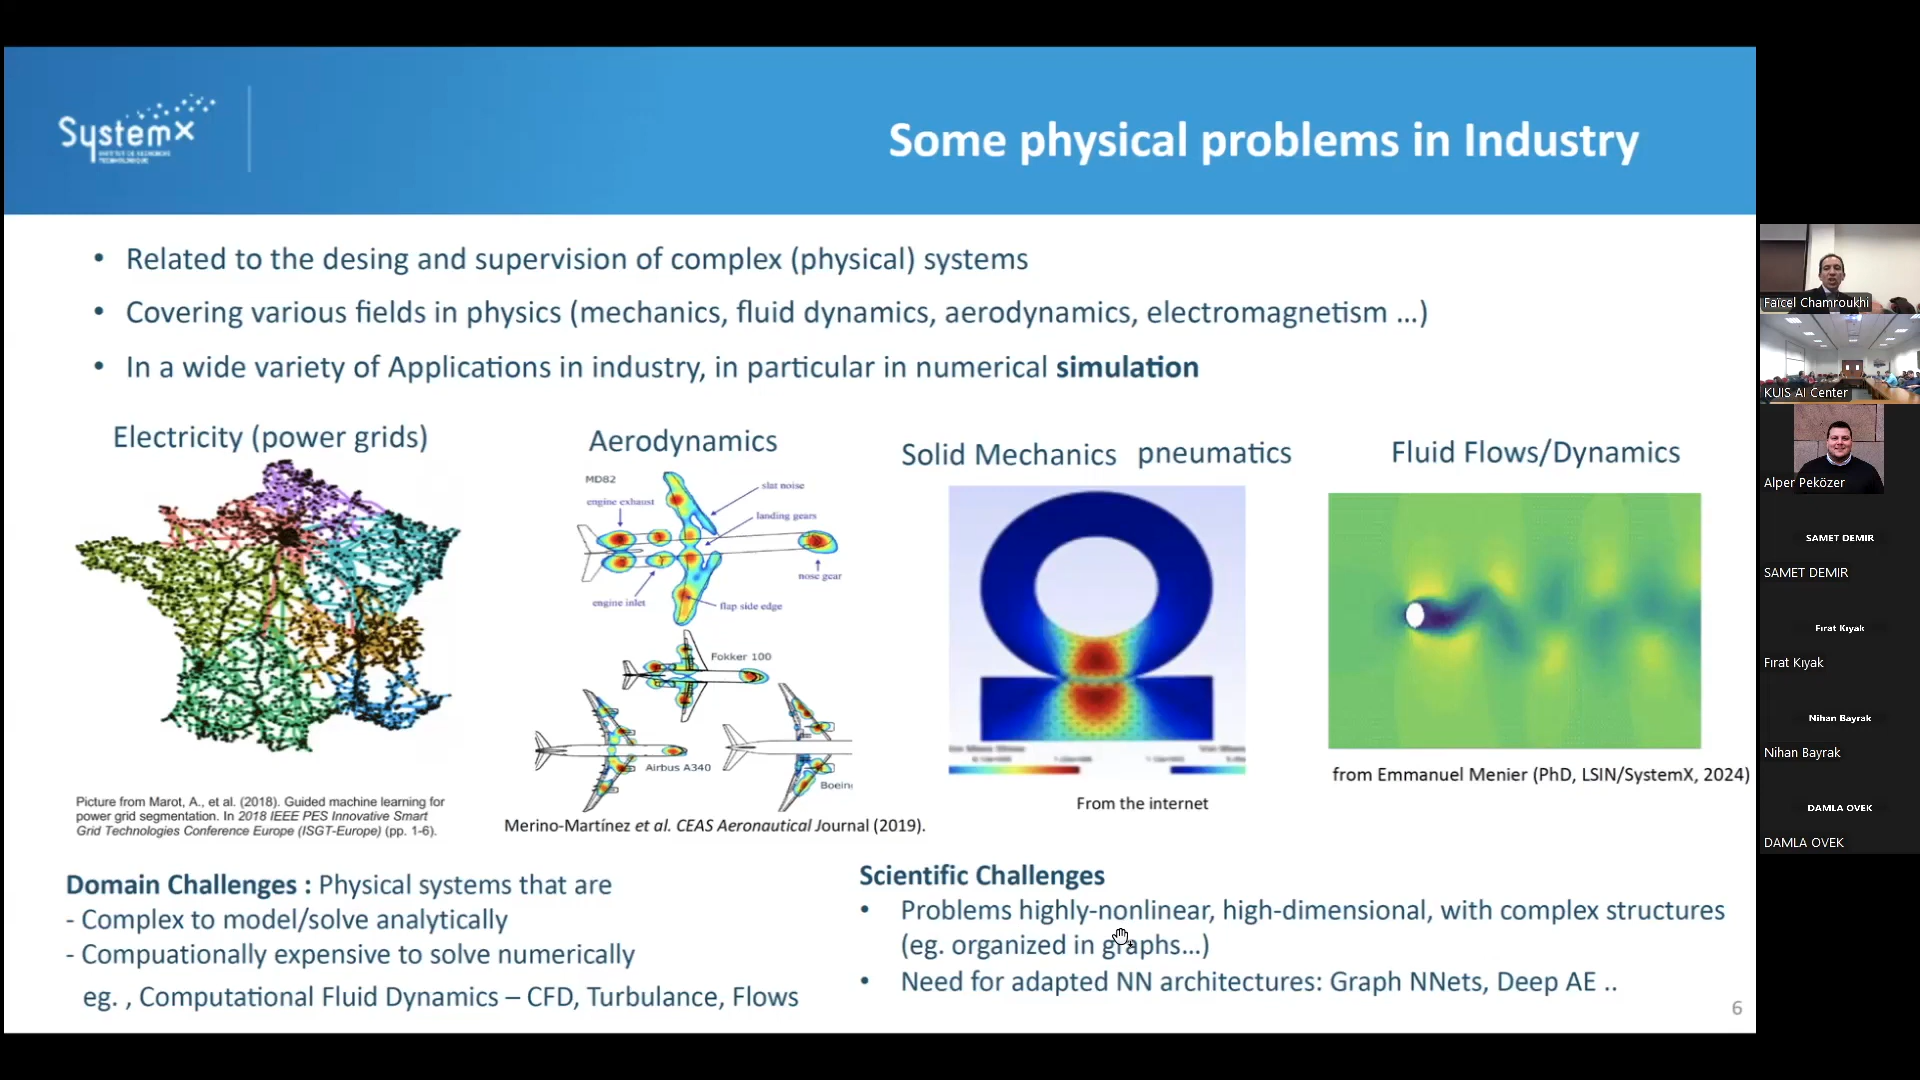 SystemX
INSTITUT DE RECHERCHE
TECHNOLOGIQUE
Some physical problems in Industry
• Related to the desing and supervision of complex (physical) systems
• Covering various fields in physics (mechanics, fluid dynamics, aerodynamics, electromagnetism ...)
• In a wide variety of Applications in industry, in particular in numerical simulation
Electricity (power grids)
Picture from Marot, A., et al. (2018). Guided machine learning for
power grid segmentation. In 2018 IEEE PES Innovative Smart
Grid Technologies Conference Europe (ISGT-Europe) (pp. 1-6).
Aerodynamics
MD82
slat noise
engine exhaust
landing gears
nose gear
engine inlet
flap side edge
Fokker 100
Airbus A340
Boein
Merino-Martínez et al. CEAS Aeronautical Journal (2019).
Solid Mechanics pneumatics
From the internet
Fluid Flows/Dynamics
from Emmanuel Menier (PhD, LSIN/SystemX, 2024)
Domain Challenges : Physical systems that are
- Complex to model/solve analytically
- Compuationally expensive to solve numerically
eg. , Computational Fluid Dynamics – CFD, Turbulance, Flows
Scientific Challenges
• Problems highly-nonlinear, high-dimensional, with complex structures
(eg. organized in graphs...)
• Need for adapted NN architectures: Graph NNets, Deep AE ..
6
Faïcel Chamroukhi
KUIS AI Center
Alper Peközer
SAMET DEMIR
SAMET DEMIR
Fırat Kıyak
Fırat Kıyak
Nihan Bayrak
Nihan Bayrak
DAMLA OVEK
DAMLA OVEK